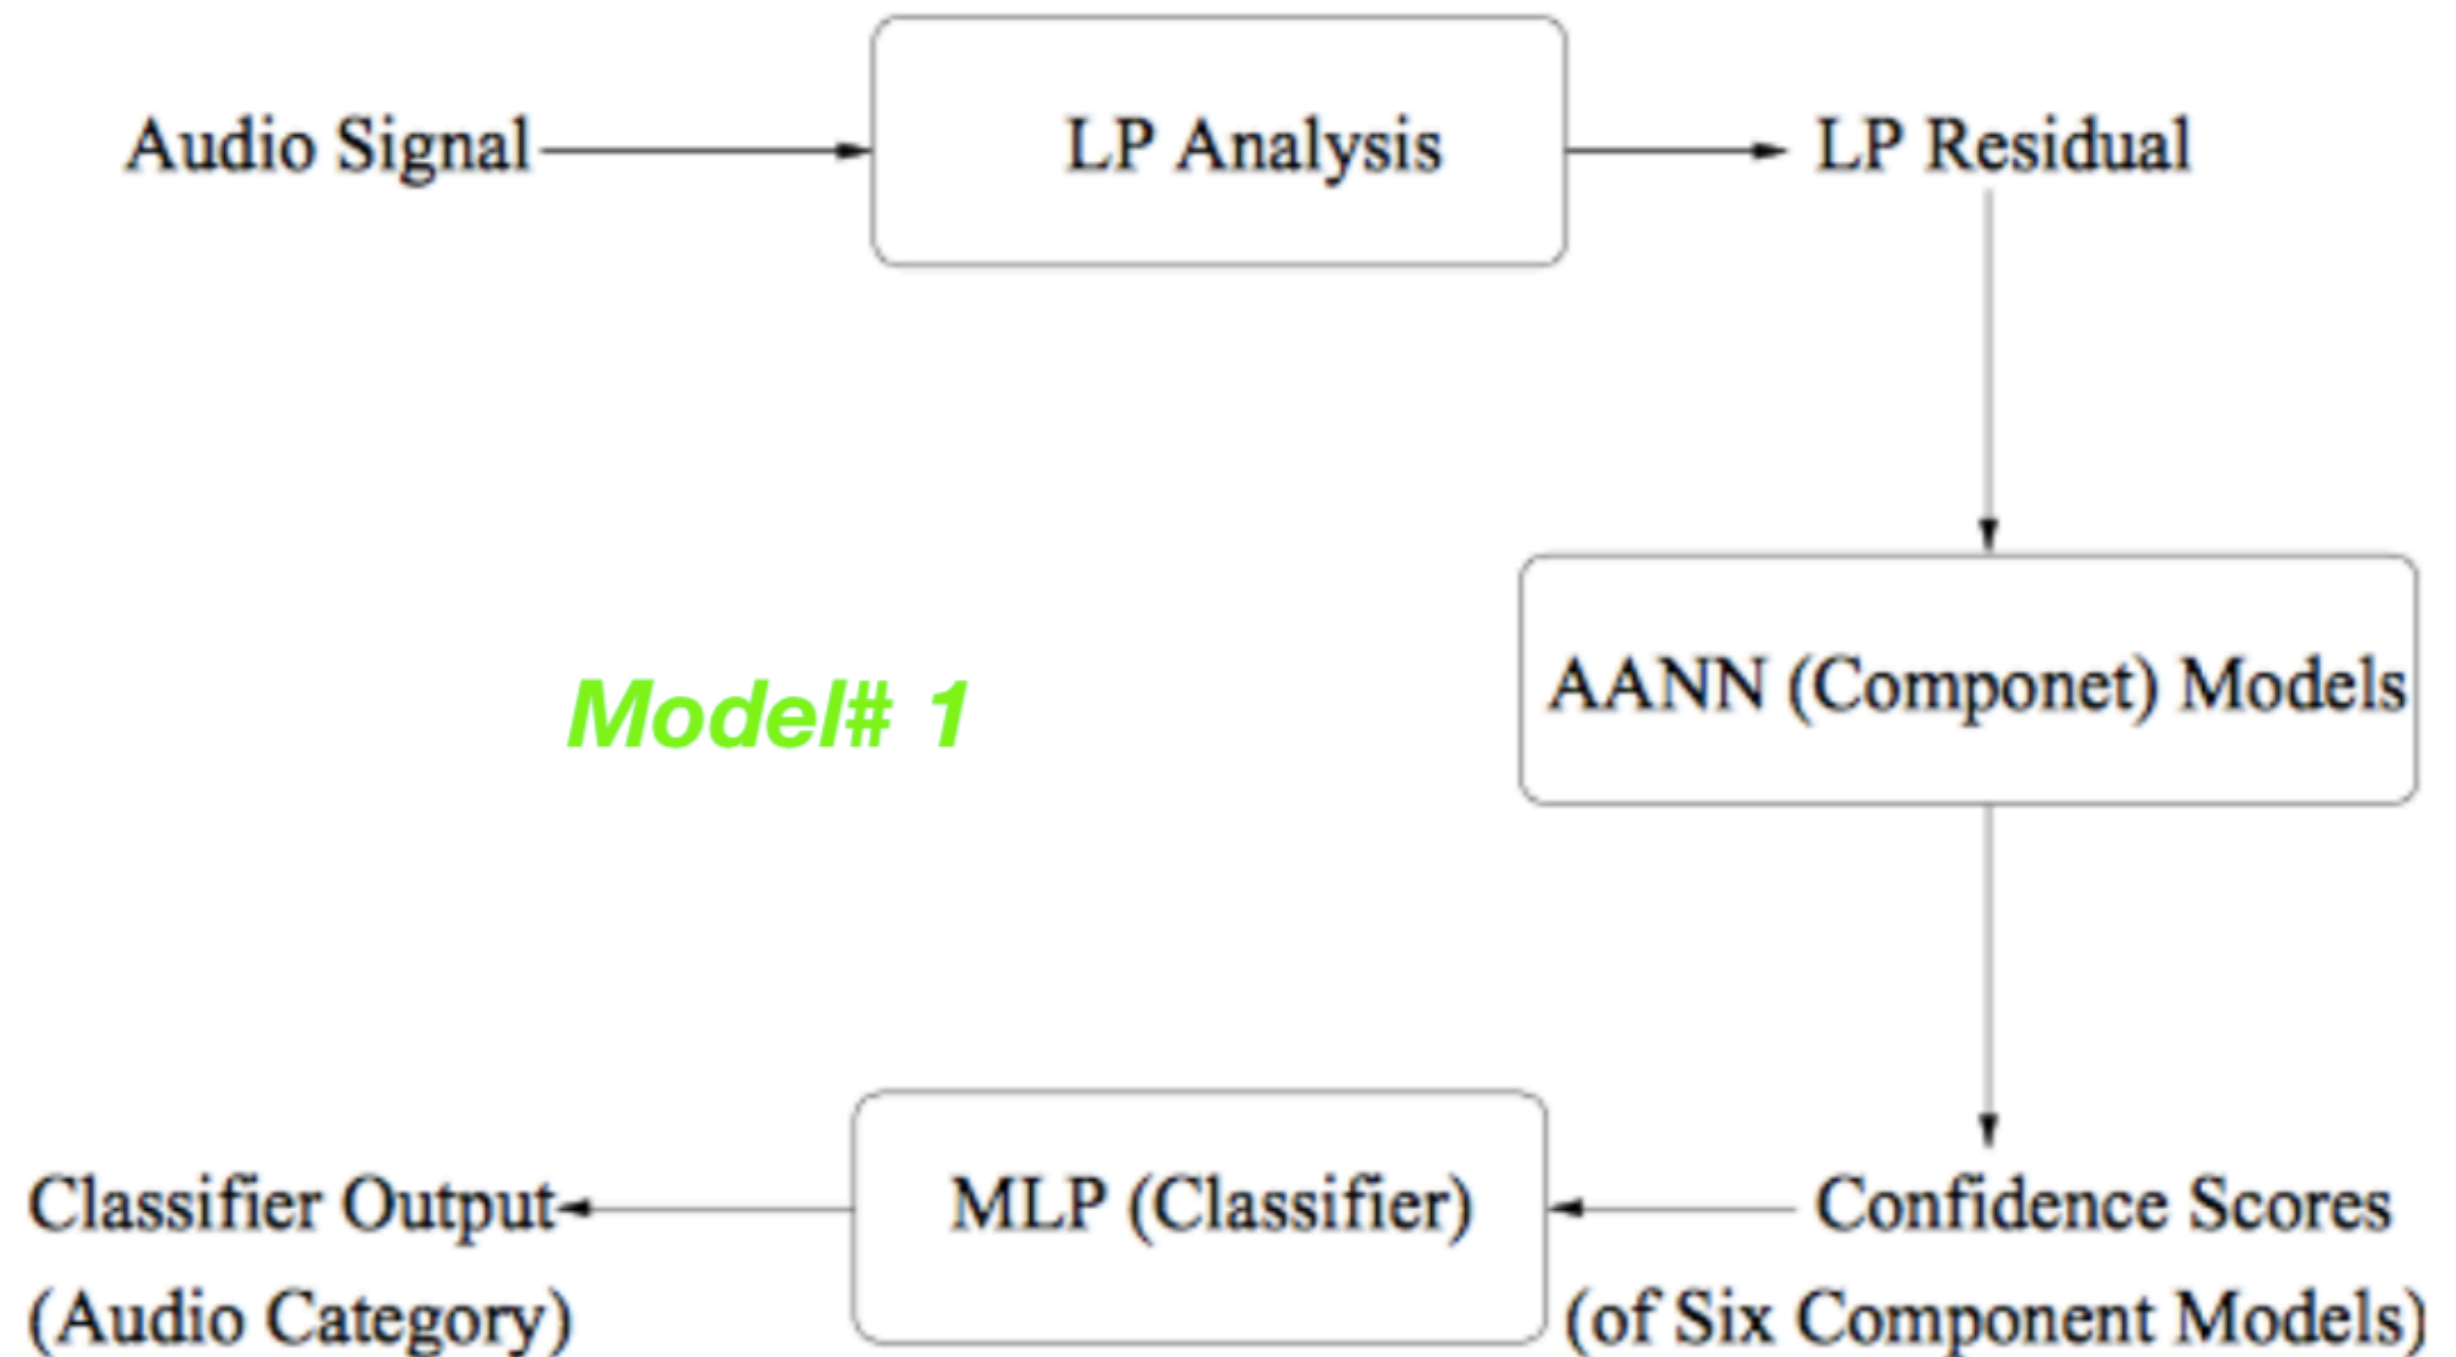 Audio Signal
LP Analysis
LP Residual
AANN (Componet) Models
Model# 1
Confidence Scores
(of Six Component Models)
MLP (Classifier)
Classifier Output
(Audio Category)